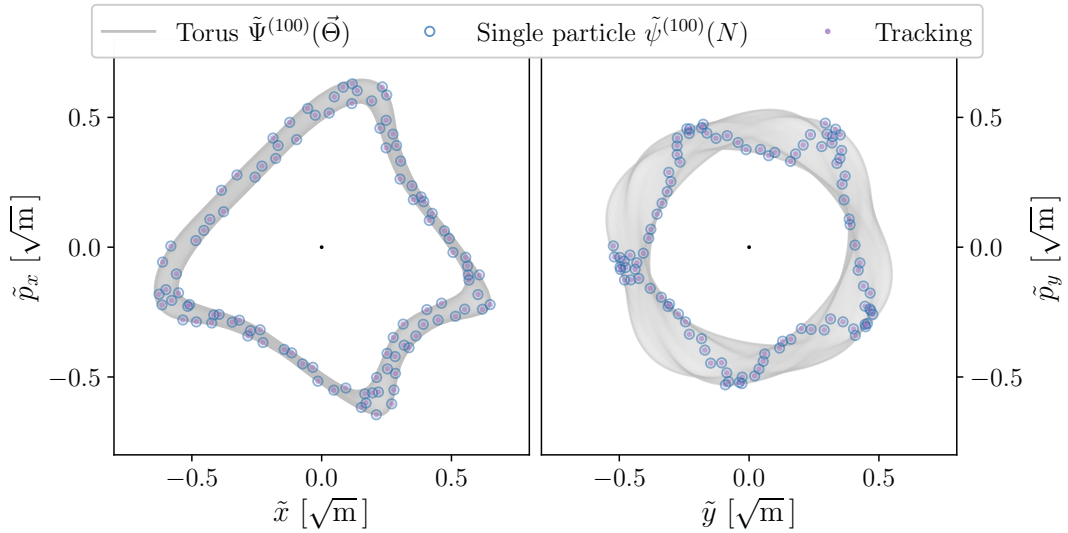 Torus Ψ̃⁽¹⁰⁰⁾(Θ⃗) Single particle ψ̃⁽¹⁰⁰⁾(N) Tracking
0.5
0.0
−0.5
p̃ₓ [√m]
−0.5 0.0 0.5
x̃ [√m]
−0.5 0.0 0.5
ỹ [√m]
0.5
0.0
−0.5
p̃_y [√m]